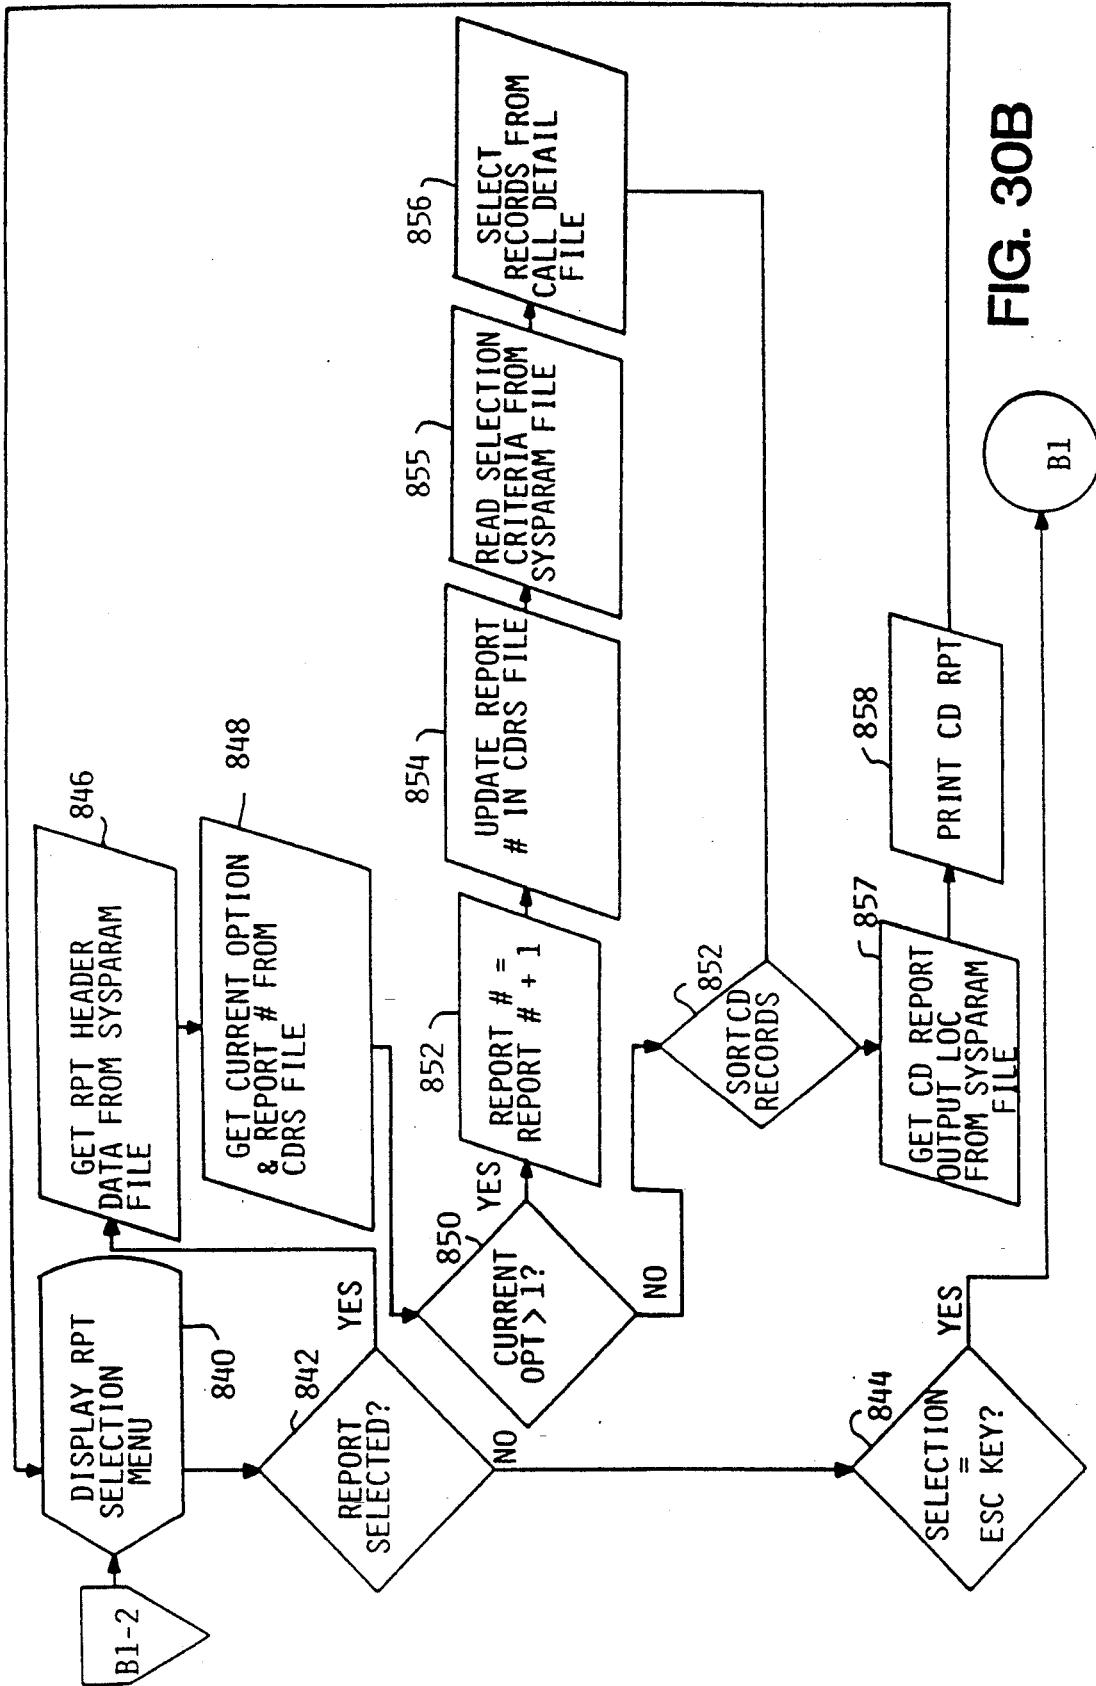 B1-2
DISPLAY RPT
SELECTION
MENU
840
REPORT
SELECTED?
842
YES
NO
GET RPT HEADER
DATA FROM SYSPARAM
FILE
846
GET CURRENT OPTION
& REPORT # FROM
CDRS FILE
848
CURRENT
OPT > 1?
850
YES
NO
REPORT # =
REPORT # + 1
852
UPDATE REPORT
# IN CDRS FILE
854
READ SELECTION
CRITERIA FROM
SYSPARAM FILE
855
SELECT
RECORDS FROM
CALL DETAIL
FILE
856
SORT CD
RECORDS
852
GET CD REPORT
OUTPUT LOC
FROM SYSPARAM
FILE
857
PRINT CD RPT
858
SELECTION
=
ESC KEY?
844
YES
B1
FIG. 30B